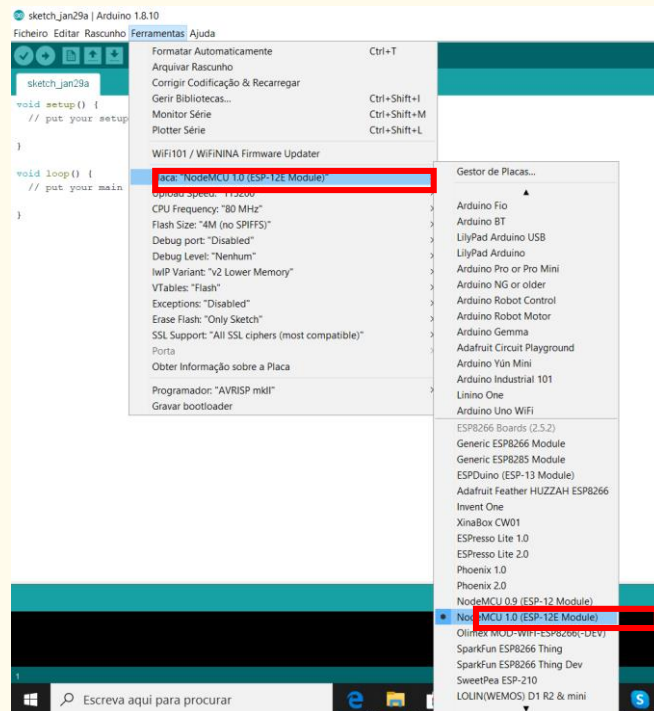 sketch_jan29a | Arduino 1.8.10
Ficheiro Editar Rascunho Ferramentas Ajuda
sketch_jan29a
void setup() {
// put your setup
}
void loop() {
// put your main
}
Formatar Automaticamente Ctrl+T
Arquivar Rascunho
Corrigir Codificação & Recarregar
Gerir Bibliotecas... Ctrl+Shift+I
Monitor Série Ctrl+Shift+M
Plotter Série Ctrl+Shift+L
WiFi101 / WiFiNINA Firmware Updater
Placa: "NodeMCU 1.0 (ESP-12E Module)"
Upload Speed: "115200"
CPU Frequency: "80 MHz"
Flash Size: "4M (no SPIFFS)"
Debug port: "Disabled"
Debug Level: "Nenhum"
lwIP Variant: "v2 Lower Memory"
VTables: "Flash"
Exceptions: "Disabled"
Erase Flash: "Only Sketch"
SSL Support: "All SSL ciphers (most compatible)"
Porta
Obter Informação sobre a Placa
Programador: "AVRISP mkII"
Gravar bootloader
Gestor de Placas...
Arduino Fio
Arduino BT
LilyPad Arduino USB
LilyPad Arduino
Arduino Pro or Pro Mini
Arduino NG or older
Arduino Robot Control
Arduino Robot Motor
Arduino Gemma
Adafruit Circuit Playground
Arduino Yún Mini
Arduino Industrial 101
Linino One
Arduino Uno WiFi
ESP8266 Boards (2.5.2)
Generic ESP8266 Module
Generic ESP8285 Module
ESPDuino (ESP-13 Module)
Adafruit Feather HUZZAH ESP8266
Invent One
XinaBox CW01
ESPresso Lite 1.0
ESPresso Lite 2.0
Phoenix 1.0
Phoenix 2.0
NodeMCU 0.9 (ESP-12 Module)
NodeMCU 1.0 (ESP-12E Module)
Olimex MOD-WIFI-ESP8266(-DEV)
SparkFun ESP8266 Thing
SparkFun ESP8266 Thing Dev
SweetPea ESP-210
LOLIN(WEMOS) D1 R2 & mini
1
Escreva aqui para procurar